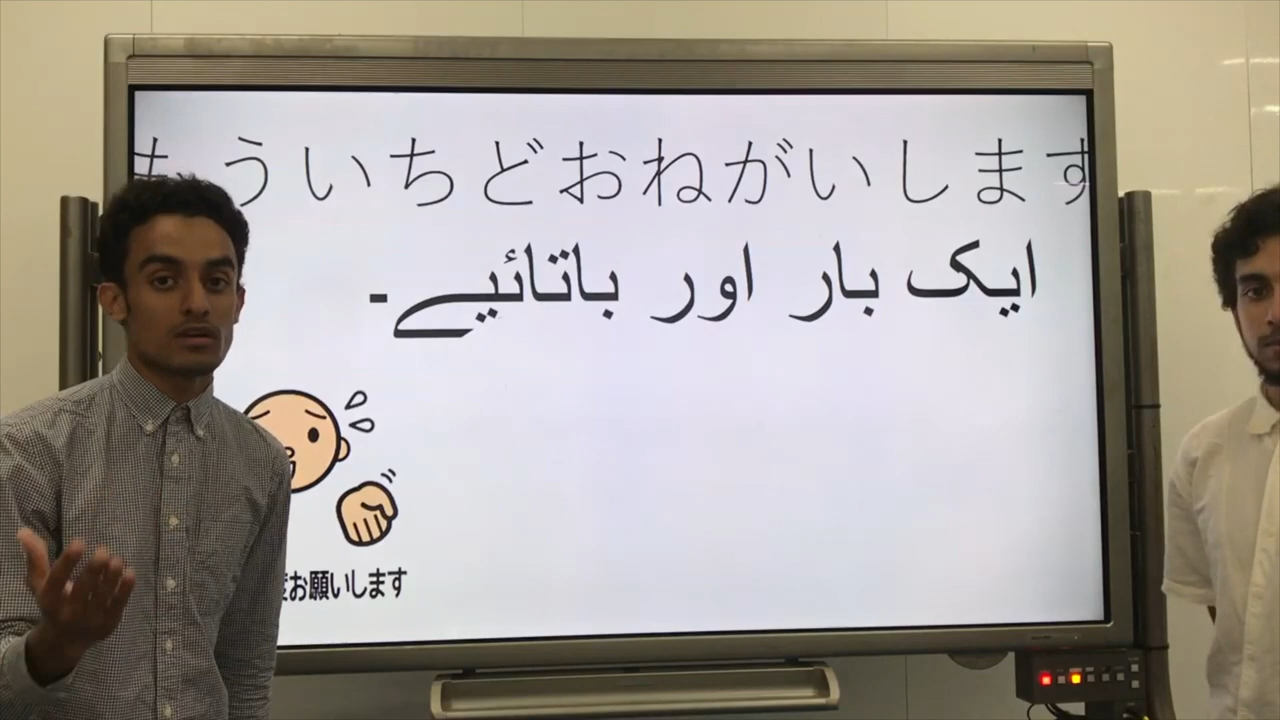 もういちどおねがいします
ایک بار اور باتائیے۔
お願いします